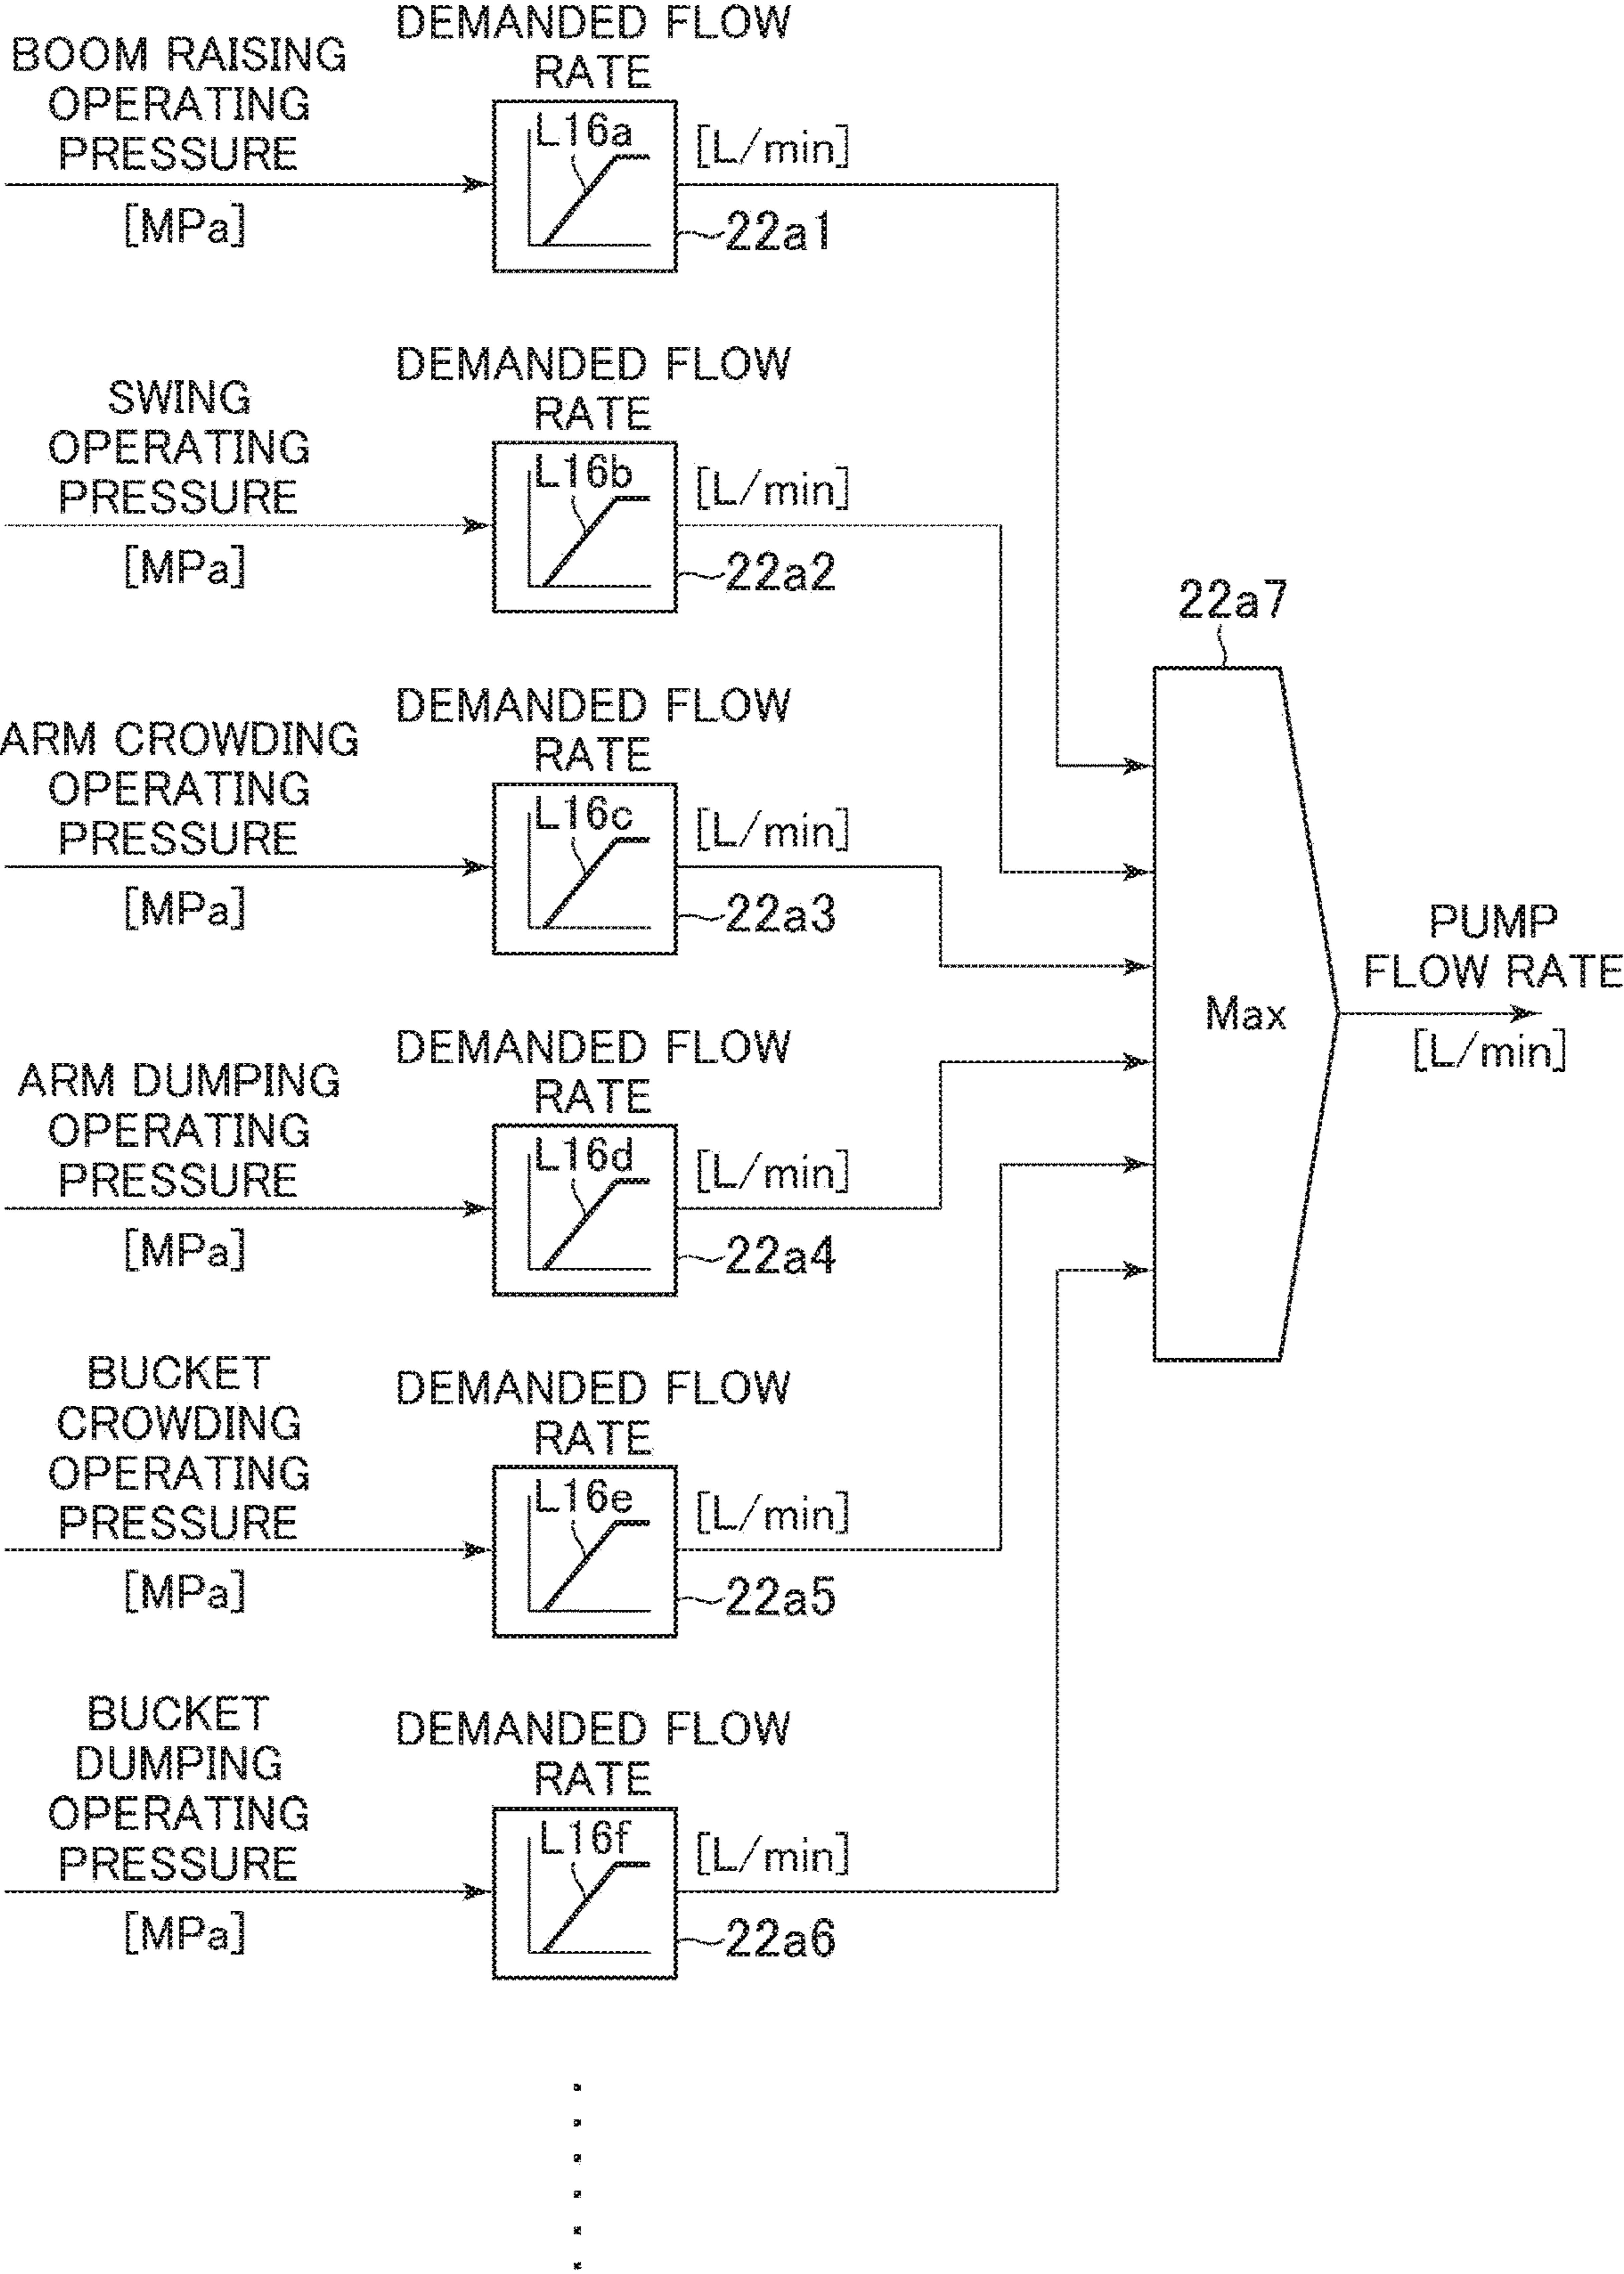 DEMANDED FLOW
RATE
BOOM RAISING
OPERATING
PRESSURE
[MPa]
L16a
[L/min]
22a1
DEMANDED FLOW
RATE
SWING
OPERATING
PRESSURE
[MPa]
L16b
[L/min]
22a2
DEMANDED FLOW
RATE
ARM CROWDING
OPERATING
PRESSURE
[MPa]
L16c
[L/min]
22a3
DEMANDED FLOW
RATE
ARM DUMPING
OPERATING
PRESSURE
[MPa]
L16d
[L/min]
22a4
DEMANDED FLOW
RATE
BUCKET
CROWDING
OPERATING
PRESSURE
[MPa]
L16e
[L/min]
22a5
DEMANDED FLOW
RATE
BUCKET
DUMPING
OPERATING
PRESSURE
[MPa]
L16f
[L/min]
22a6
22a7
Max
PUMP
FLOW RATE
[L/min]